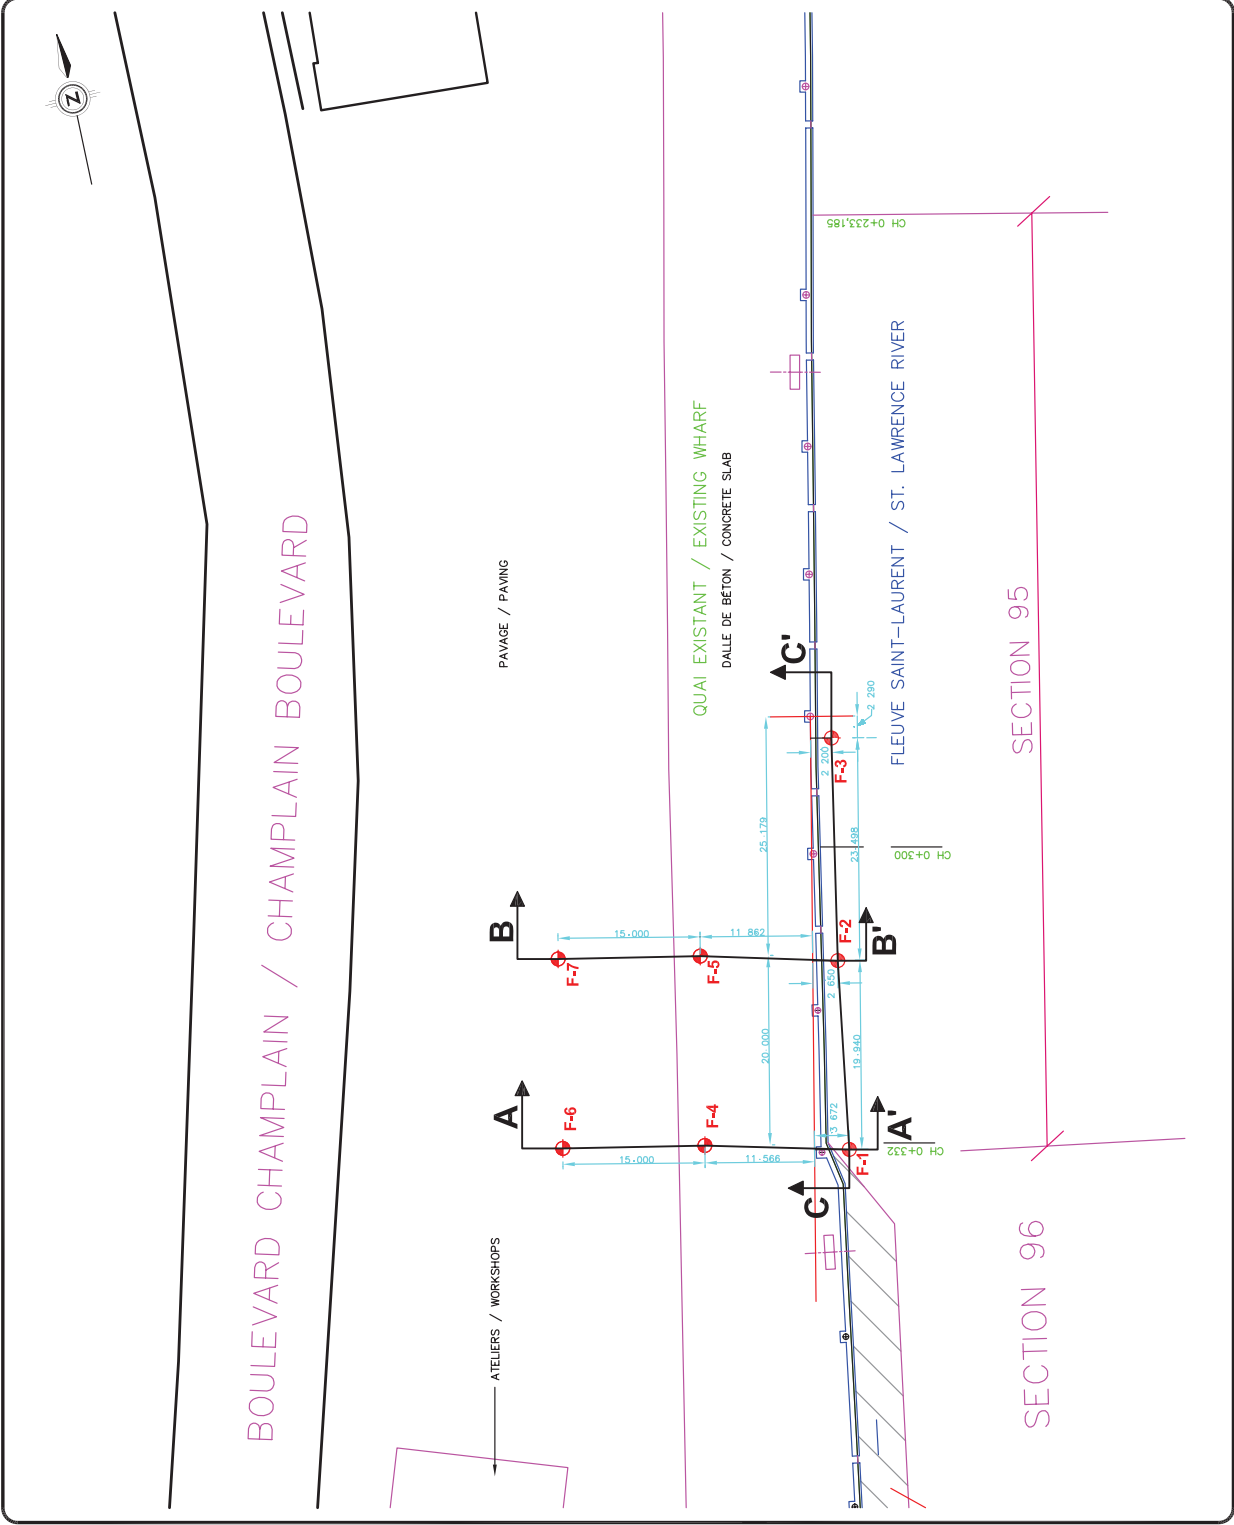 N
BOULEVARD CHAMPLAIN / CHAMPLAIN BOULEVARD
PAVAGE / PAVING
ATELIERS / WORKSHOPS
QUAI EXISTANT / EXISTING WHARF
DALLE DE BÉTON / CONCRETE SLAB
FLEUVE SAINT-LAURENT / ST. LAWRENCE RIVER
SECTION 95
SECTION 96
CH 0+233,185
CH 0+300
CH 0+332
A
A'
B
B'
C
C'
F-1
F-2
F-3
F-4
F-5
F-6
F-7
15.000
11 862
15.000
11.566
25 179
20 000
23.498
19.940
2 290
2 200
2 650
3 672